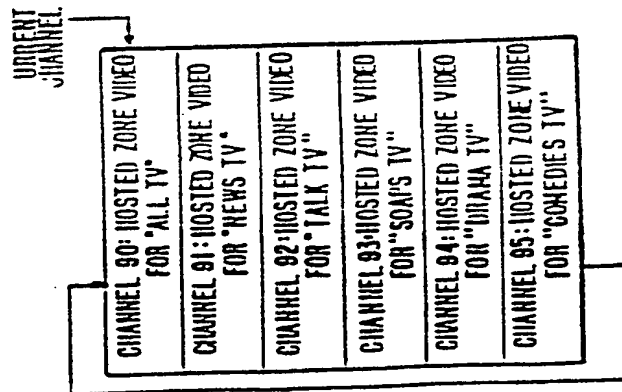 CURRENT
CHANNEL
CHANNEL 90: HOSTED ZONE VIDEO
FOR "ALL TV"
CHANNEL 91: HOSTED ZONE VIDEO
FOR "NEWS TV"
CHANNEL 92: HOSTED ZONE VIDEO
FOR "TALK TV"
CHANNEL 93: HOSTED ZONE VIDEO
FOR "SOAPS TV"
CHANNEL 94: HOSTED ZONE VIDEO
FOR "DRAMA TV"
CHANNEL 95: HOSTED ZONE VIDEO
FOR "COMEDIES TV"